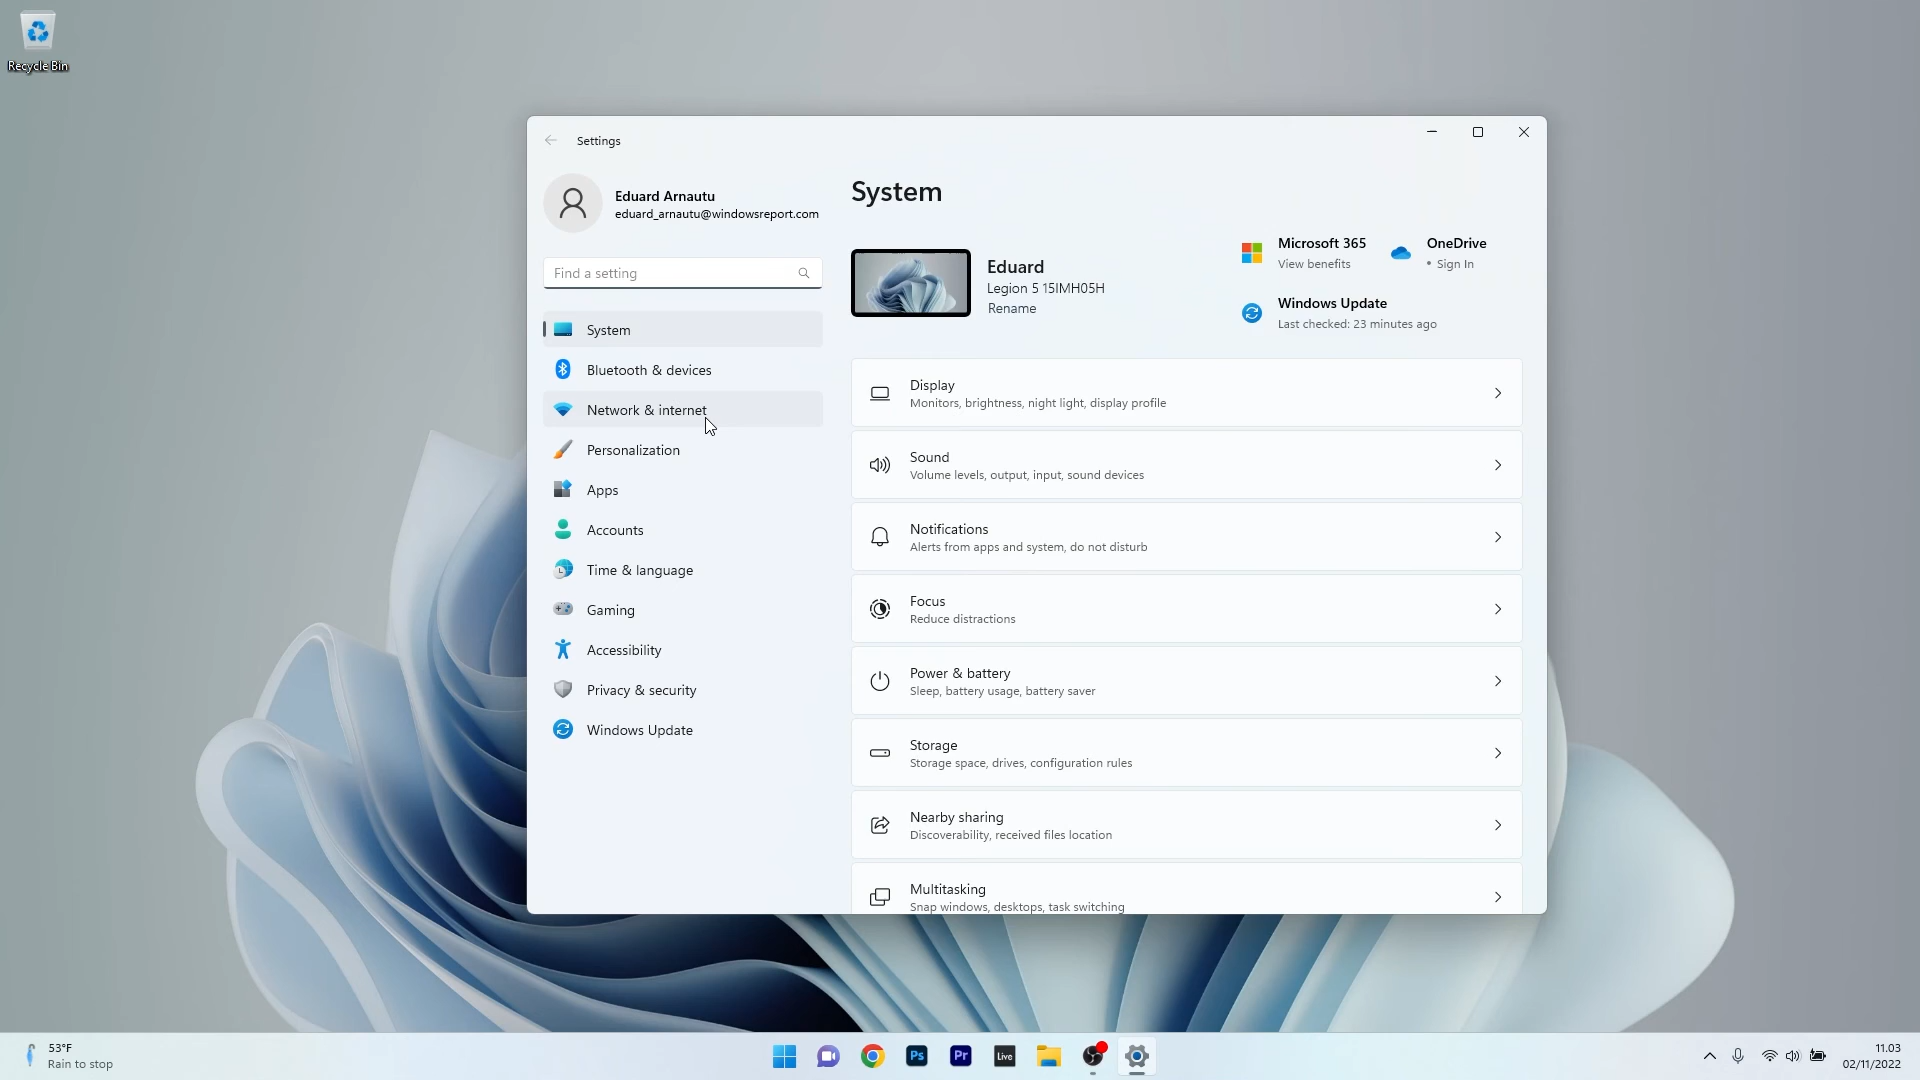 Recycle Bin
Settings
Eduard Arnautu
eduard_arnautu@windowsreport.com
Find a setting
System
Bluetooth & devices
Network & internet
Personalization
Apps
Accounts
Time & language
Gaming
Accessibility
Privacy & security
Windows Update
System
Eduard
Legion 5 15IMH05H
Rename
Microsoft 365
View benefits
OneDrive
• Sign In
Windows Update
Last checked: 23 minutes ago
Display
Monitors, brightness, night light, display profile
Sound
Volume levels, output, input, sound devices
Notifications
Alerts from apps and system, do not disturb
Focus
Reduce distractions
Power & battery
Sleep, battery usage, battery saver
Storage
Storage space, drives, configuration rules
Nearby sharing
Discoverability, received files location
Multitasking
Snap windows, desktops, task switching
53°F
Rain to stop
Ps
Pr
Live
11.03
02/11/2022